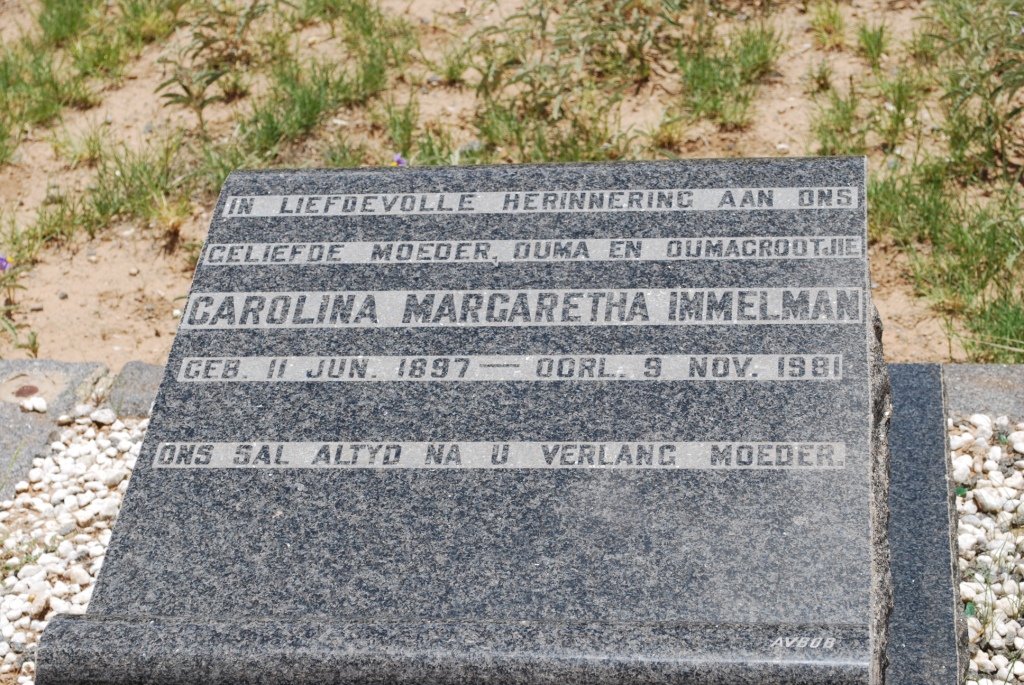 IN LIEFDEVOLLE HERINNERING AAN ONS
GELIEFDE MOEDER, OUMA EN OUMAGROOTJIE
CAROLINA MARGARETHA IMMELMAN
GEB. 11 JUN. 1897 — OORL. 9 NOV. 1981
ONS SAL ALTYD NA U VERLANG MOEDER.
AVBOB